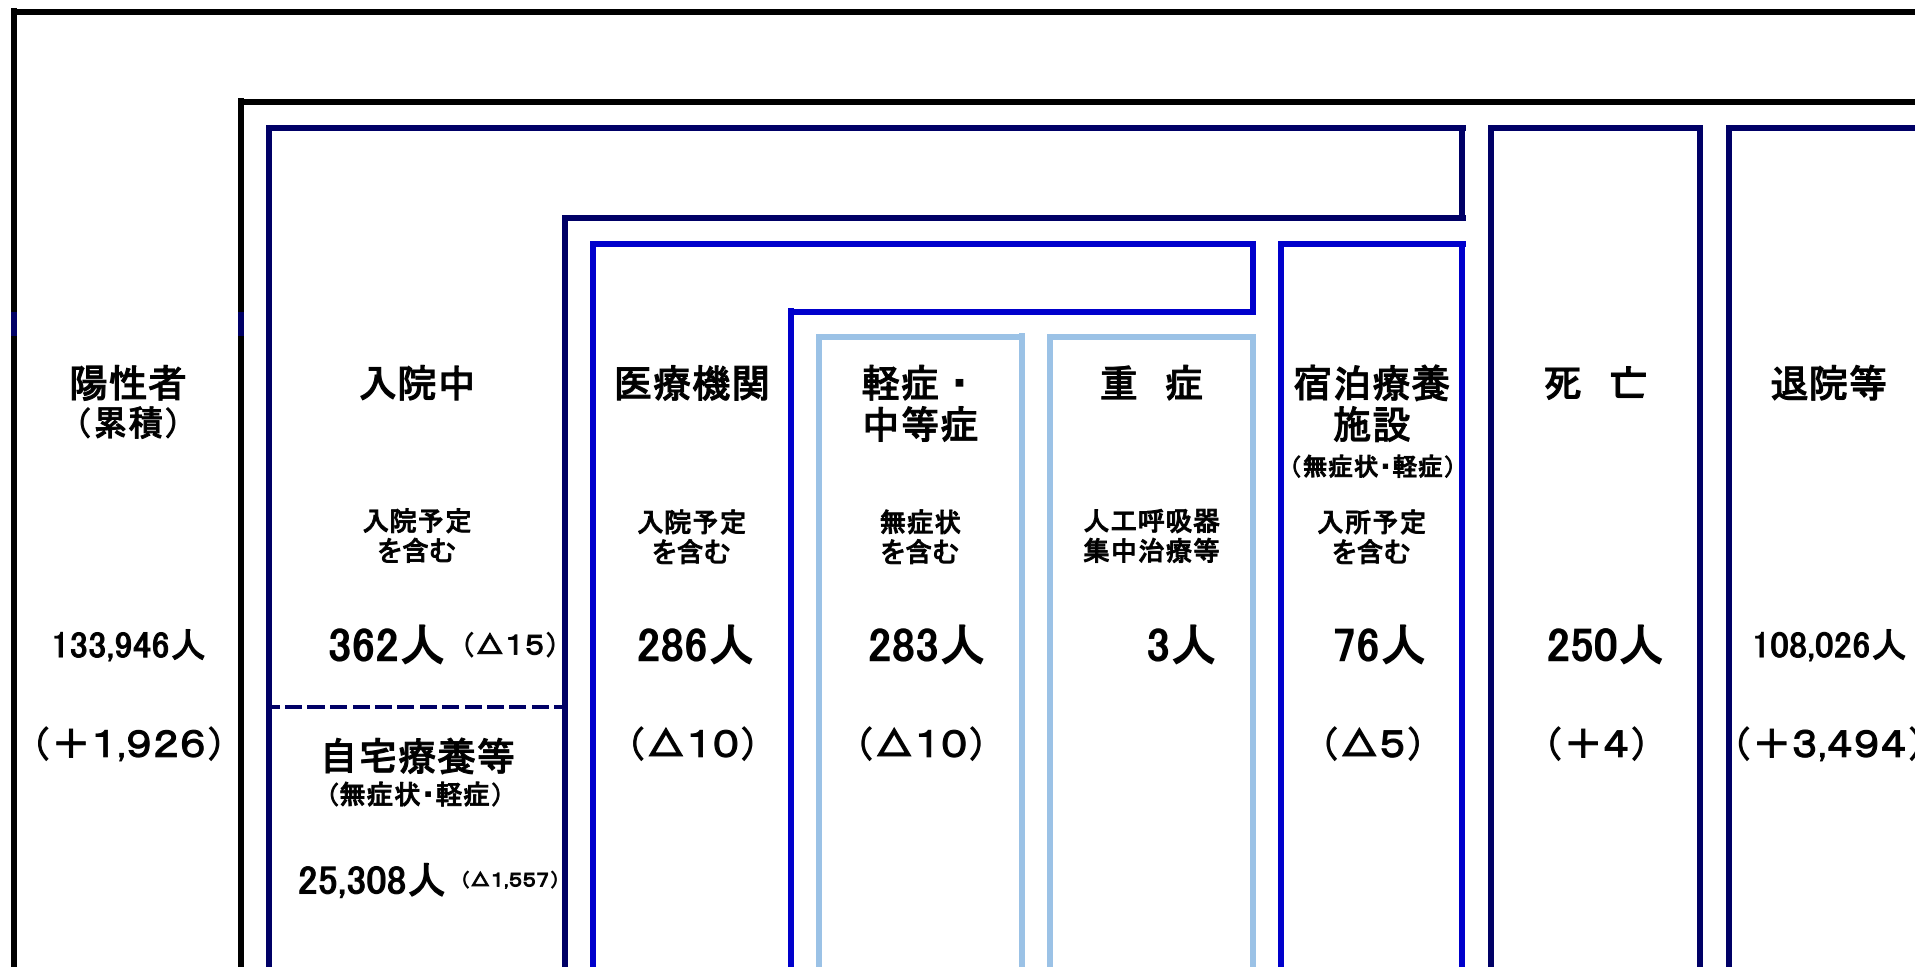 陽性者
（累積）
133,946人
（＋1,926）
入院中
入院予定
を含む
362人 （△15）
自宅療養等
（無症状・軽症）
25,308人 （△1,557）
医療機関
入院予定
を含む
286人
（△10）
軽症・
中等症
無症状
を含む
283人
（△10）
重 症
人工呼吸器
集中治療等
3人
宿泊療養
施設
（無症状・軽症）
入所予定
を含む
76人
（△5）
死 亡
250人
（＋4）
退院等
108,026人
（＋3,494）